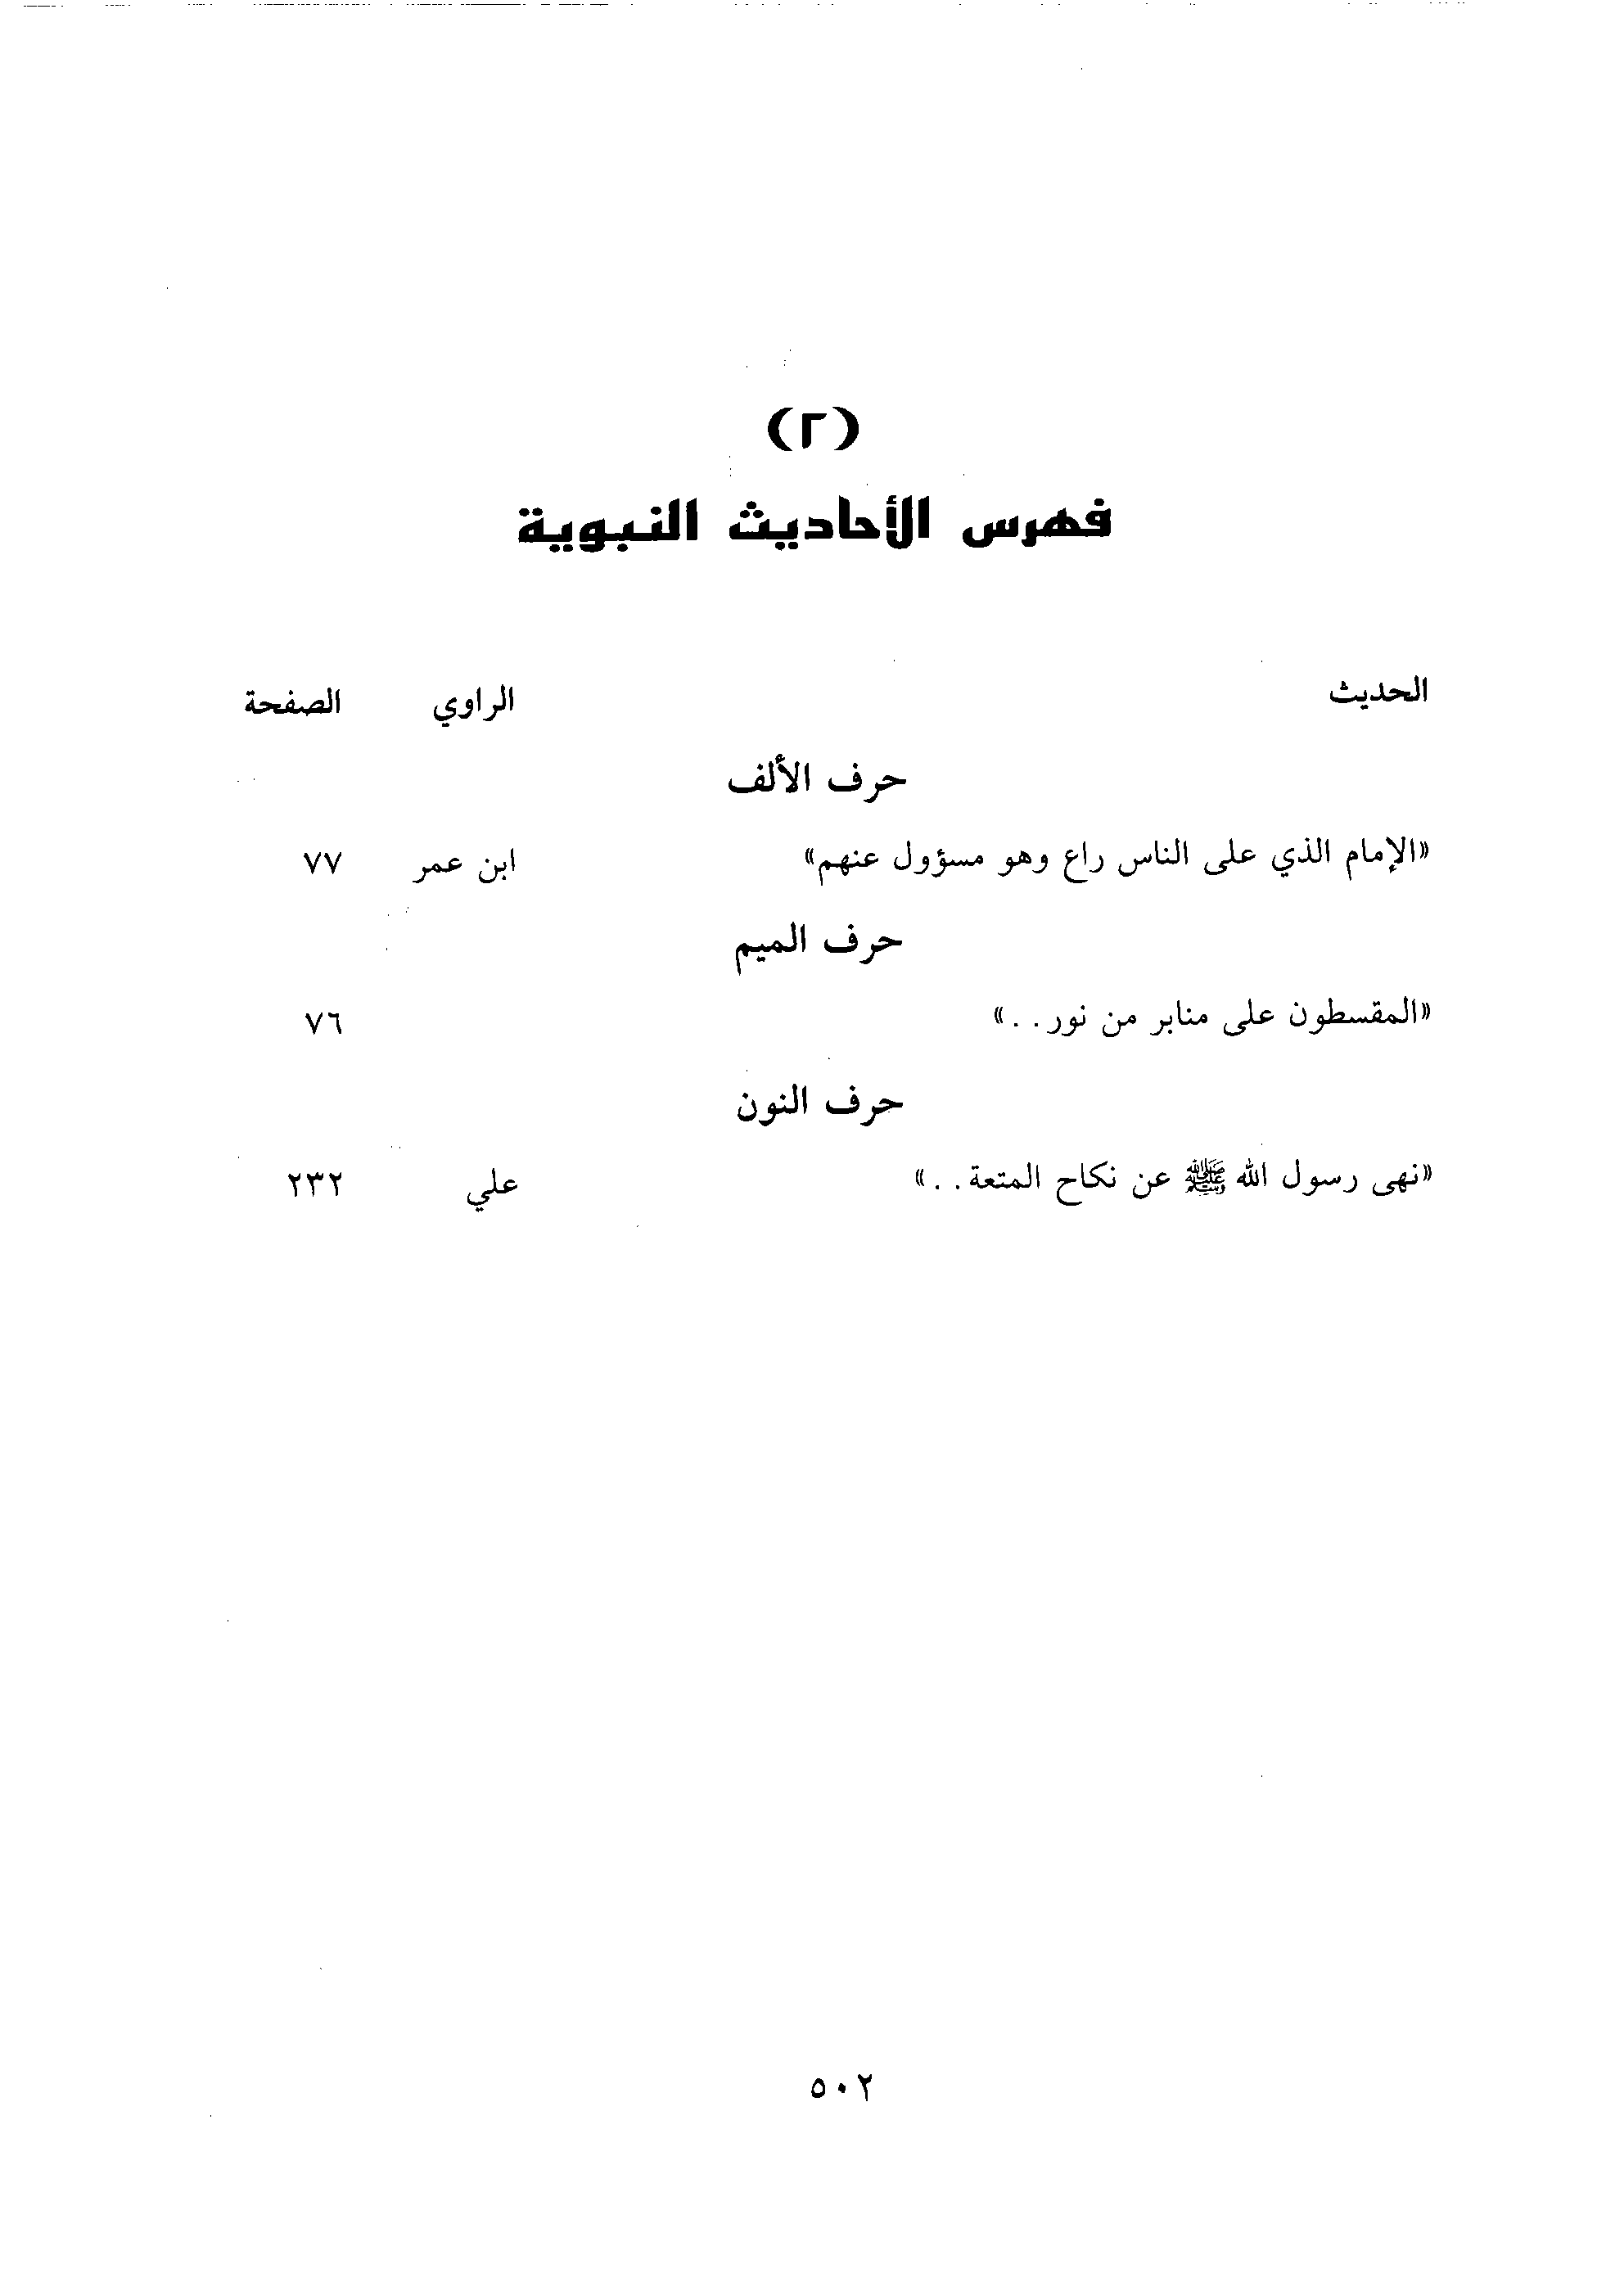 (٢)
فهرس الأحاديث النبوية
الحديث الراوي الصفحة
حرف الألف
«الإمام الذي على الناس راع وهو مسؤول عنهم» ابن عمر ٧٧
حرف الميم
«المقسطون على منابر من نور..» ٧٦
حرف النون
«نهى رسول الله ﷺ عن نكاح المتعة..» علي ٢٣٢
٥٠٢